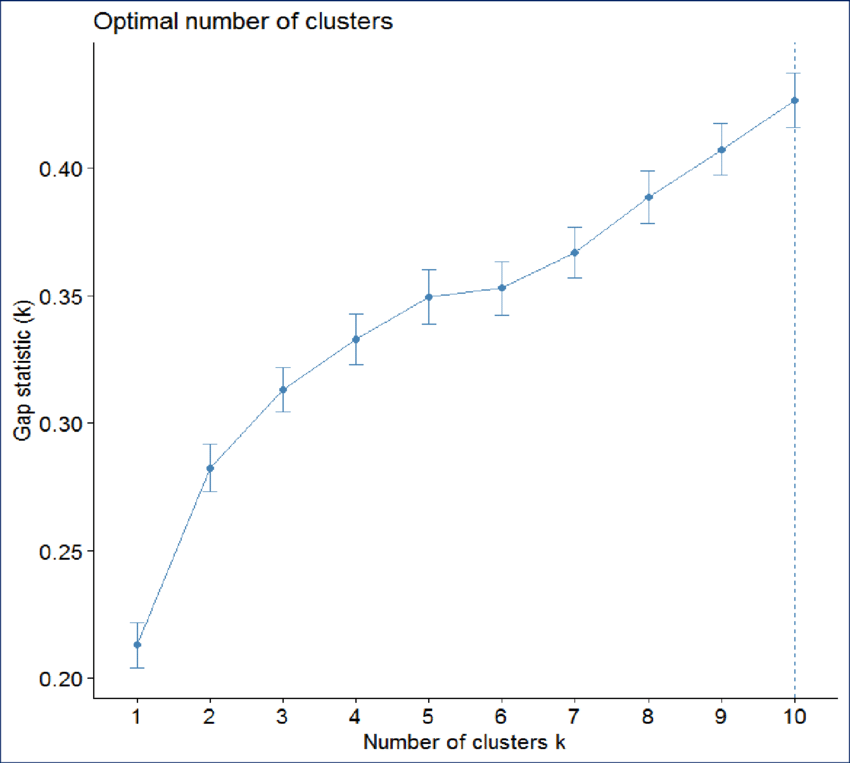 Optimal number of clusters
Gap statistic (k)
0.40
0.35
0.30
0.25
0.20
1 2 3 4 5 6 7 8 9 10
Number of clusters k